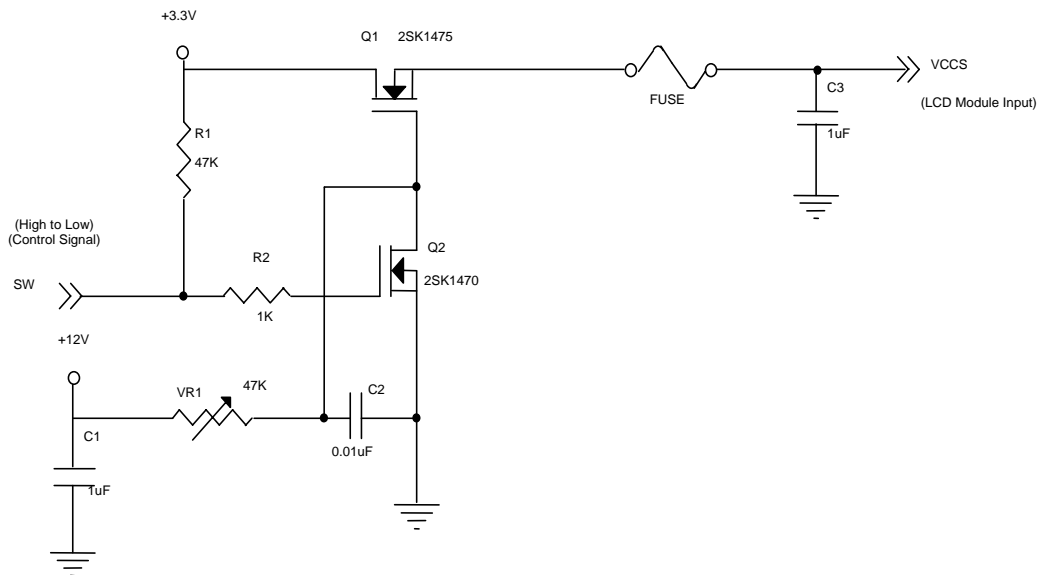 +3.3V
Q1 2SK1475
FUSE
VCCS
(LCD Module Input)
C3
1uF
R1
47K
(High to Low)
(Control Signal)
SW
R2
1K
Q2
2SK1470
+12V
VR1
47K
C2
0.01uF
C1
1uF